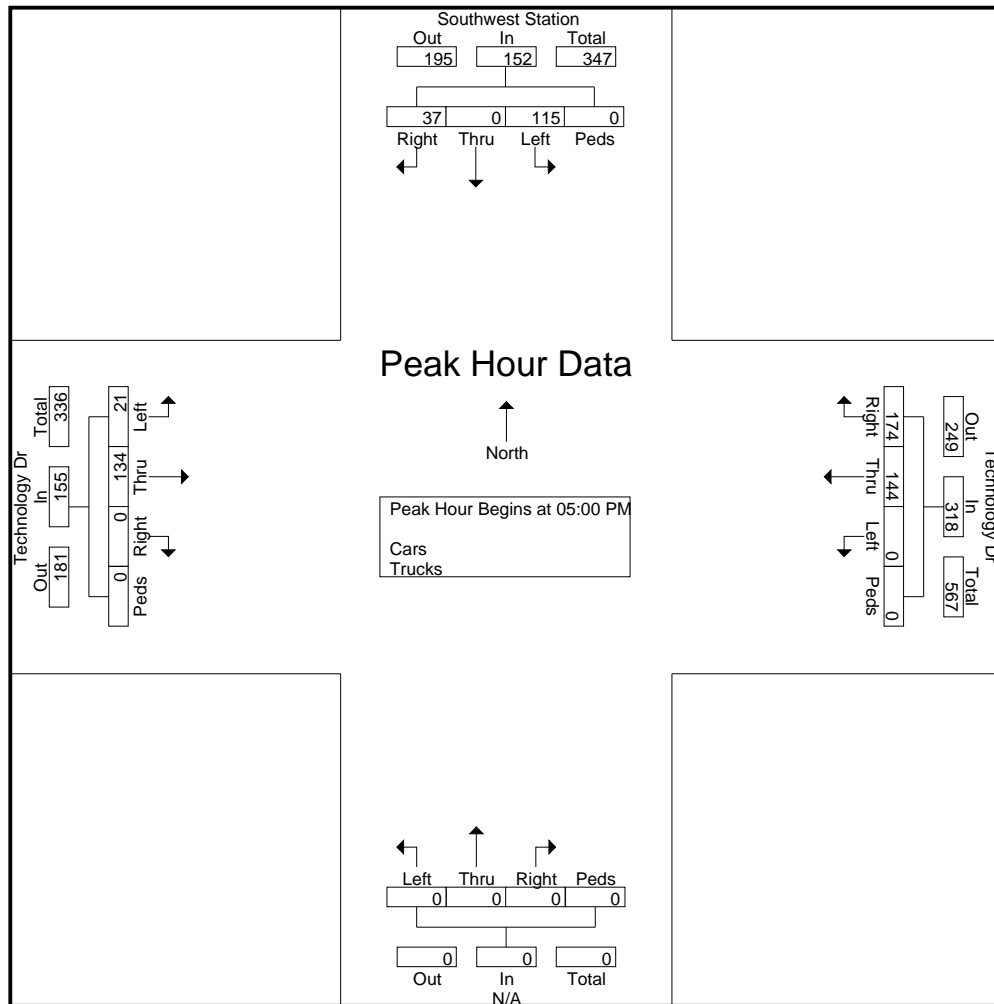 Southwest Station
Out In Total
195 152 347
37 0 115 0
Right Thru Left Peds
Peak Hour Data
North
Peak Hour Begins at 05:00 PM
Cars
Trucks
Technology Dr
Total In Out
336 155 181
21 134 0 0
Left Thru Right Peds
Technology Dr
Out In Total
249 318 567
174 144 0 0
Right Thru Left Peds
Left Thru Right Peds
0 0 0 0
0 0 0
Out In Total
N/A